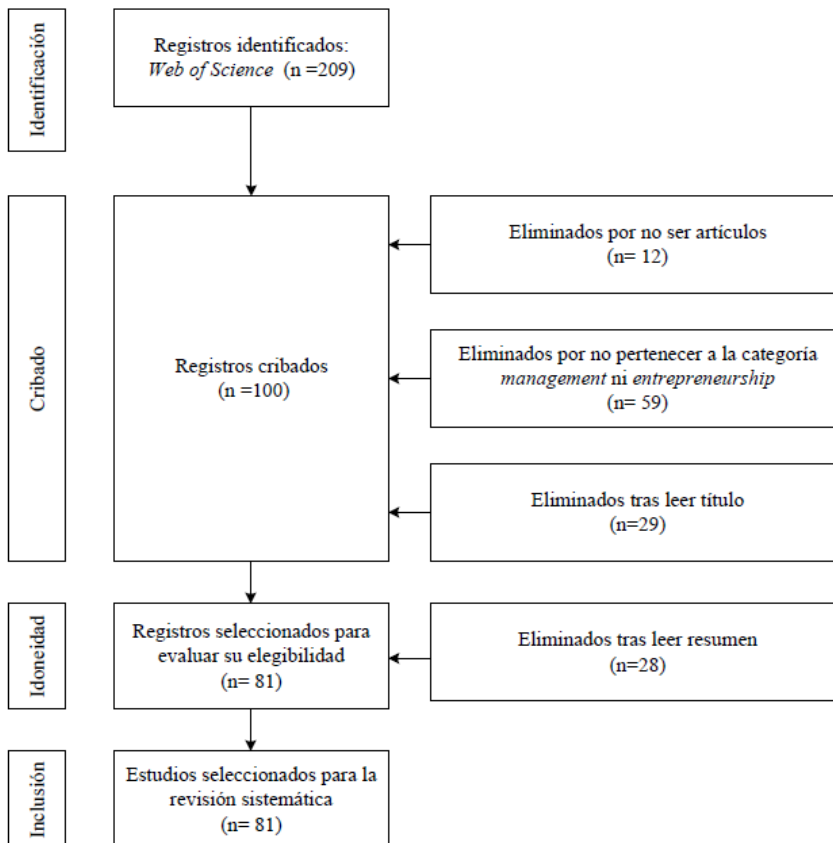 Identificación
Registros identificados:
Web of Science (n =209)
Cribado
Registros cribados
(n =100)
Eliminados por no ser artículos
(n= 12)
Eliminados por no pertenecer a la categoría
management ni entrepreneurship
(n= 59)
Eliminados tras leer título
(n=29)
Idoneidad
Registros seleccionados para
evaluar su elegibilidad
(n= 81)
Eliminados tras leer resumen
(n=28)
Inclusión
Estudios seleccionados para la
revisión sistemática
(n= 81)